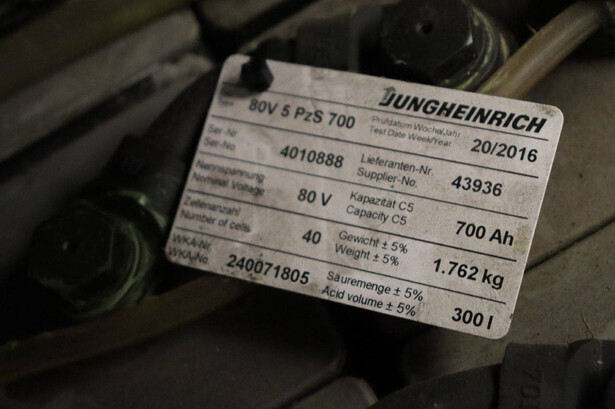 JUNGHEINRICH
Type 80V 5 PzS 700
Prüfdatum Woche/Jahr
Test Date Week/Year 20/2016
Ser-Nr.
Ser-No. 4010888
Lieferanten-Nr.
Supplier-No. 43936
Nennspannung
Nominal Voltage 80 V
Kapazität C5
Capacity C5 700 Ah
Zellenanzahl
Number of cells 40
Gewicht ± 5%
Weight ± 5% 1.762 kg
WKA-Nr.
WKA-No. 240071805
Säuremenge ± 5%
Acid volume ± 5% 300 l